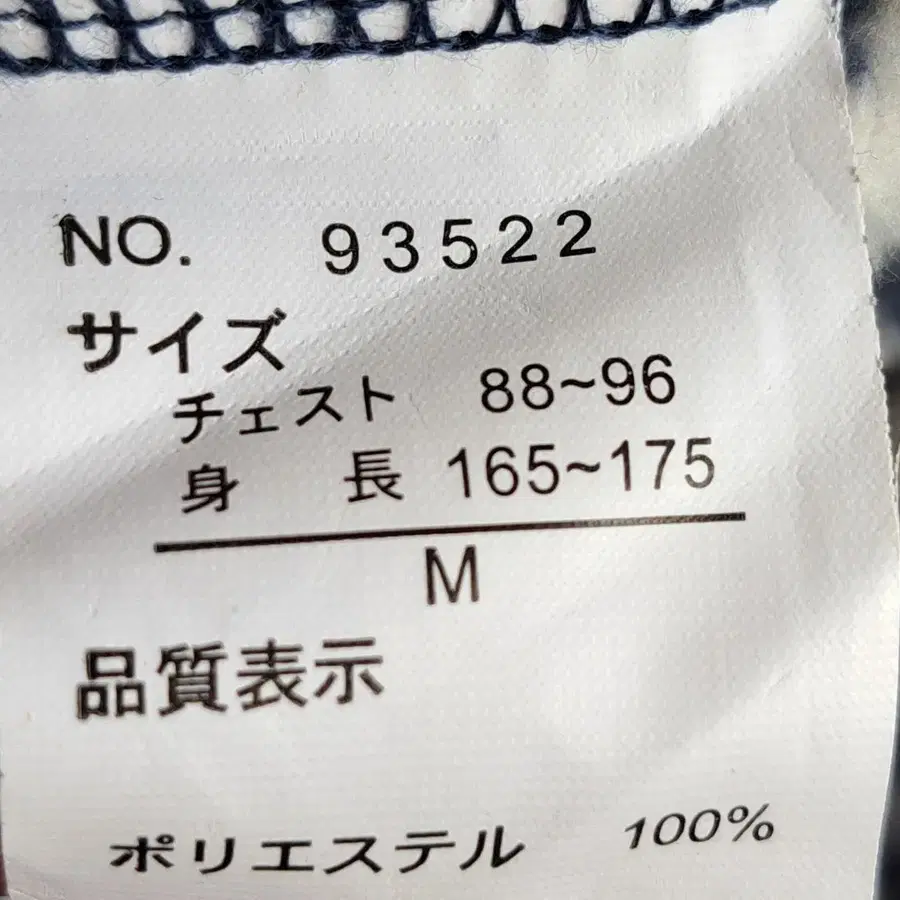 NO. 93522
サイズ
チェスト 88~96
身長 165~175
M
品質表示
ポリエステル 100%